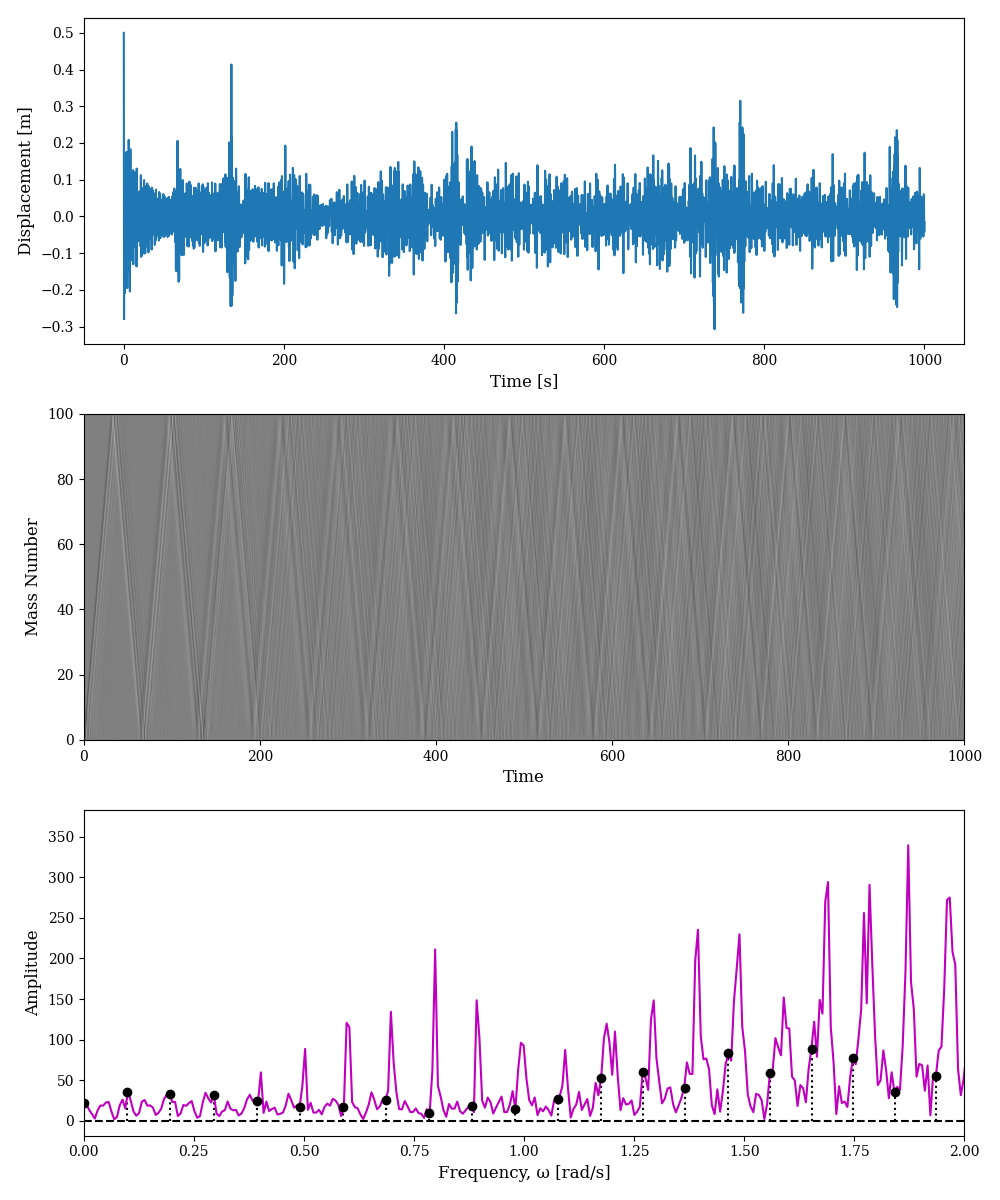 0.5
0.4
0.3
0.2
0.1
0.0
−0.1
−0.2
−0.3
Displacement [m]
0 200 400 600 800 1000
Time [s]
100
80
60
40
20
0
Mass Number
0 200 400 600 800 1000
Time
350
300
250
200
150
100
50
0
Amplitude
0.00 0.25 0.50 0.75 1.00 1.25 1.50 1.75 2.00
Frequency, ω [rad/s]